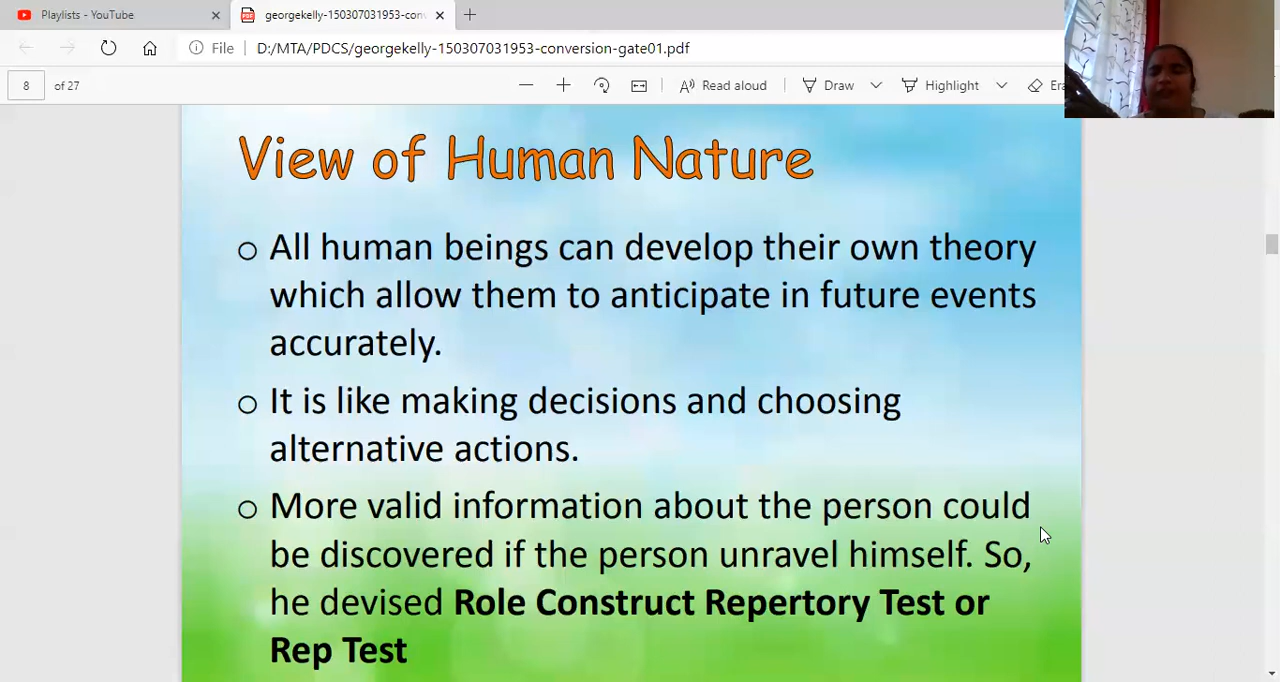 Playlists - YouTube
georgekelly-150307031953-con
File
D:/MTA/PDCS/georgekelly-150307031953-conversion-gate01.pdf
8 of 27
Read aloud
Draw
Highlight
View of Human Nature
All human beings can develop their own theory
which allow them to anticipate in future events
accurately.
It is like making decisions and choosing
alternative actions.
More valid information about the person could
be discovered if the person unravel himself. So,
he devised Role Construct Repertory Test or
Rep Test